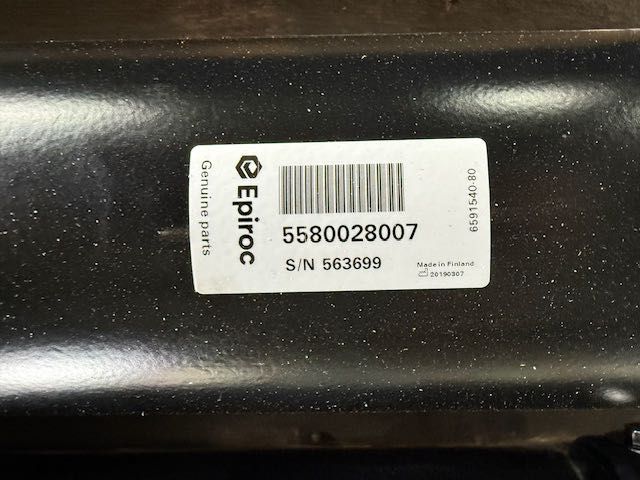 Genuine parts
Epiroc
5580028007
S/N 563699
Made in Finland
20190307
6591540-80